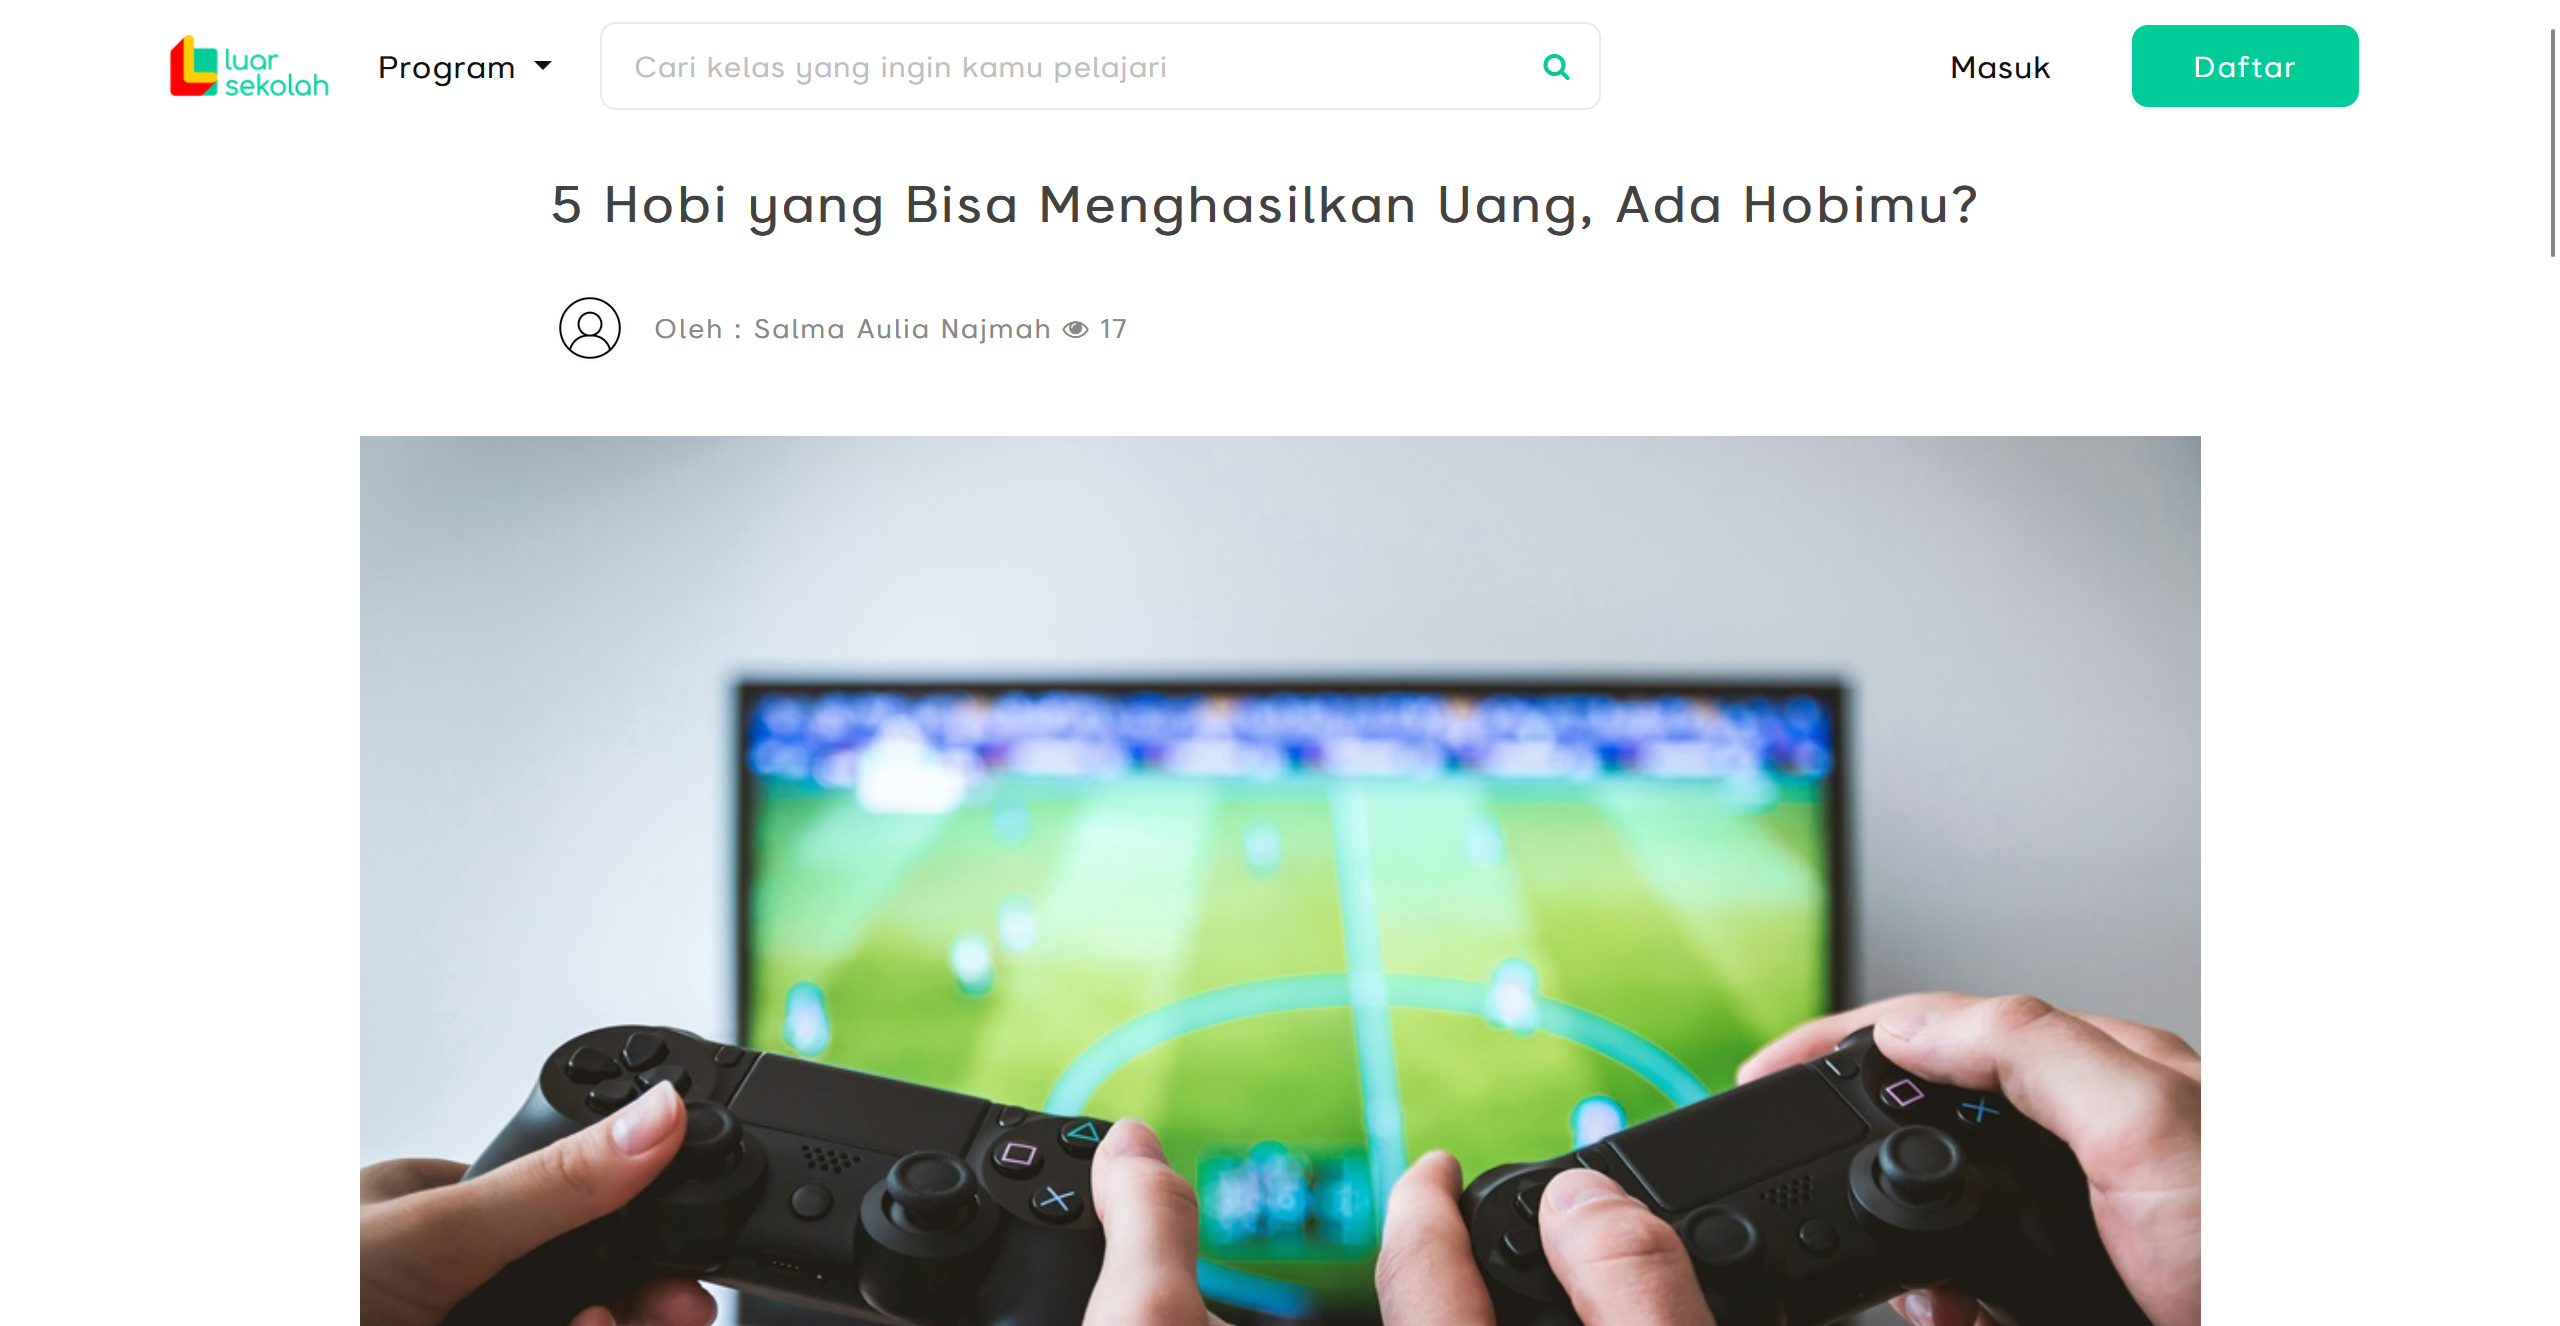 luar
sekolah
Program
Cari kelas yang ingin kamu pelajari
Masuk
Daftar
5 Hobi yang Bisa Menghasilkan Uang, Ada Hobimu?
Oleh : Salma Aulia Najmah 17